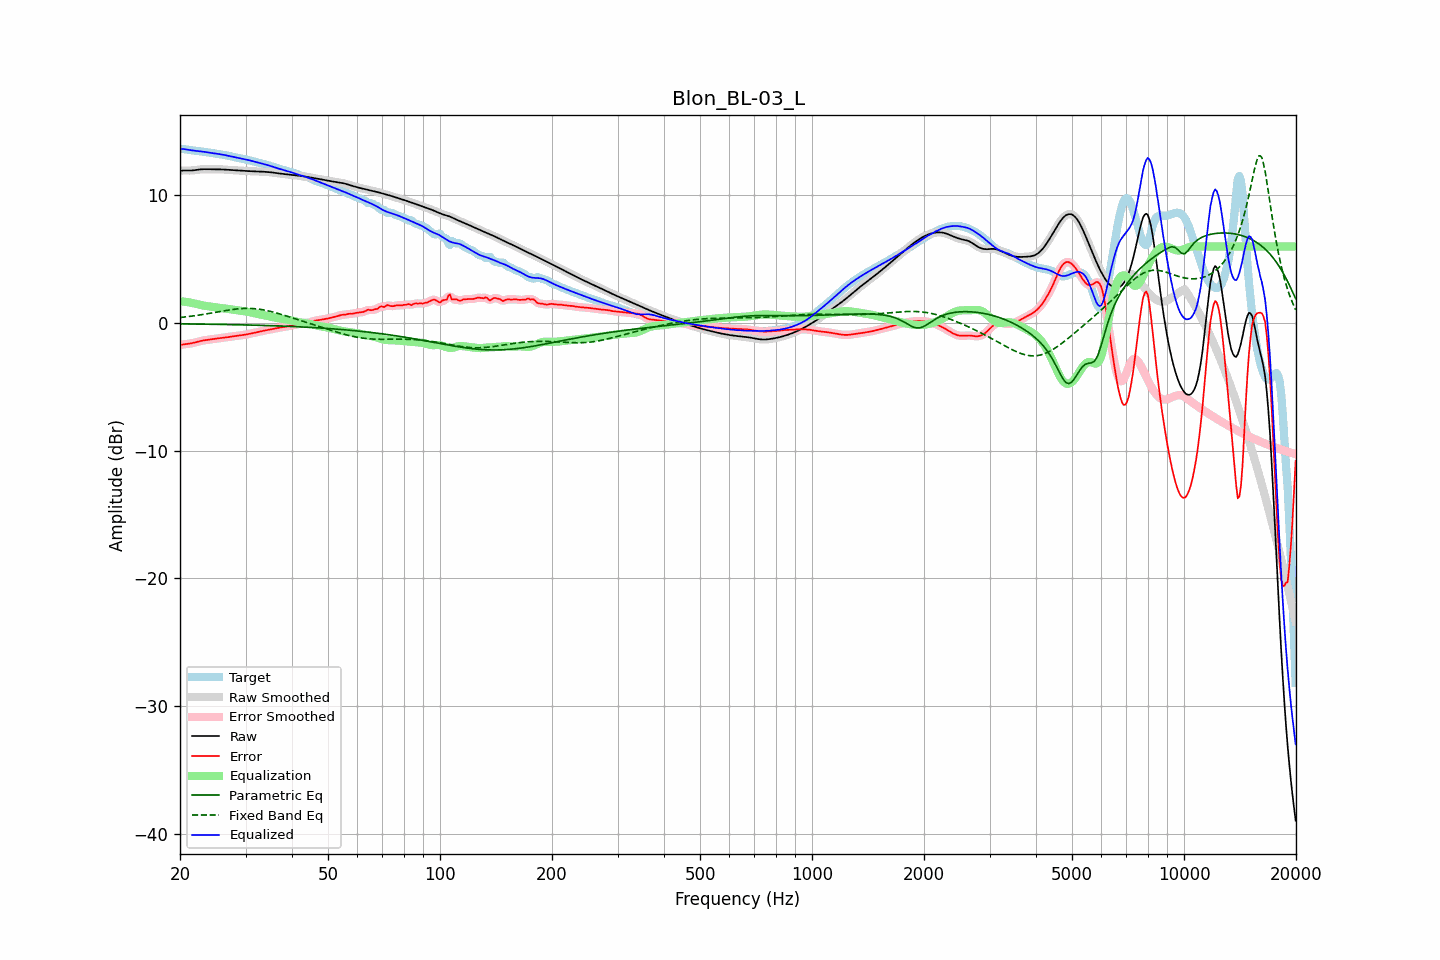 Blon_BL-03_L
Amplitude (dBr)
10
0
−10
−20
−30
−40
Target
Raw Smoothed
Error Smoothed
Raw
Error
Equalization
Parametric Eq
Fixed Band Eq
Equalized
20 50 100 200 500 1000 2000 5000 10000 20000
Frequency (Hz)